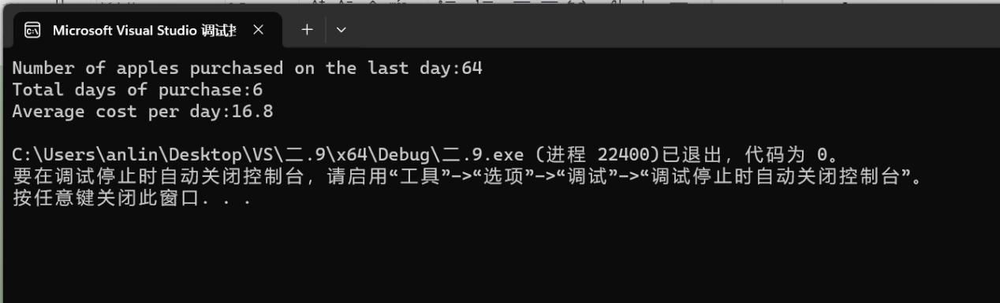 Microsoft Visual Studio 调试
Number of apples purchased on the last day:64
Total days of purchase:6
Average cost per day:16.8
C:\Users\anlin\Desktop\VS\二.9\x64\Debug\二.9.exe (进程 22400)已退出，代码为 0。
要在调试停止时自动关闭控制台，请启用“工具”->“选项”->“调试”->“调试停止时自动关闭控制台”。
按任意键关闭此窗口. . .